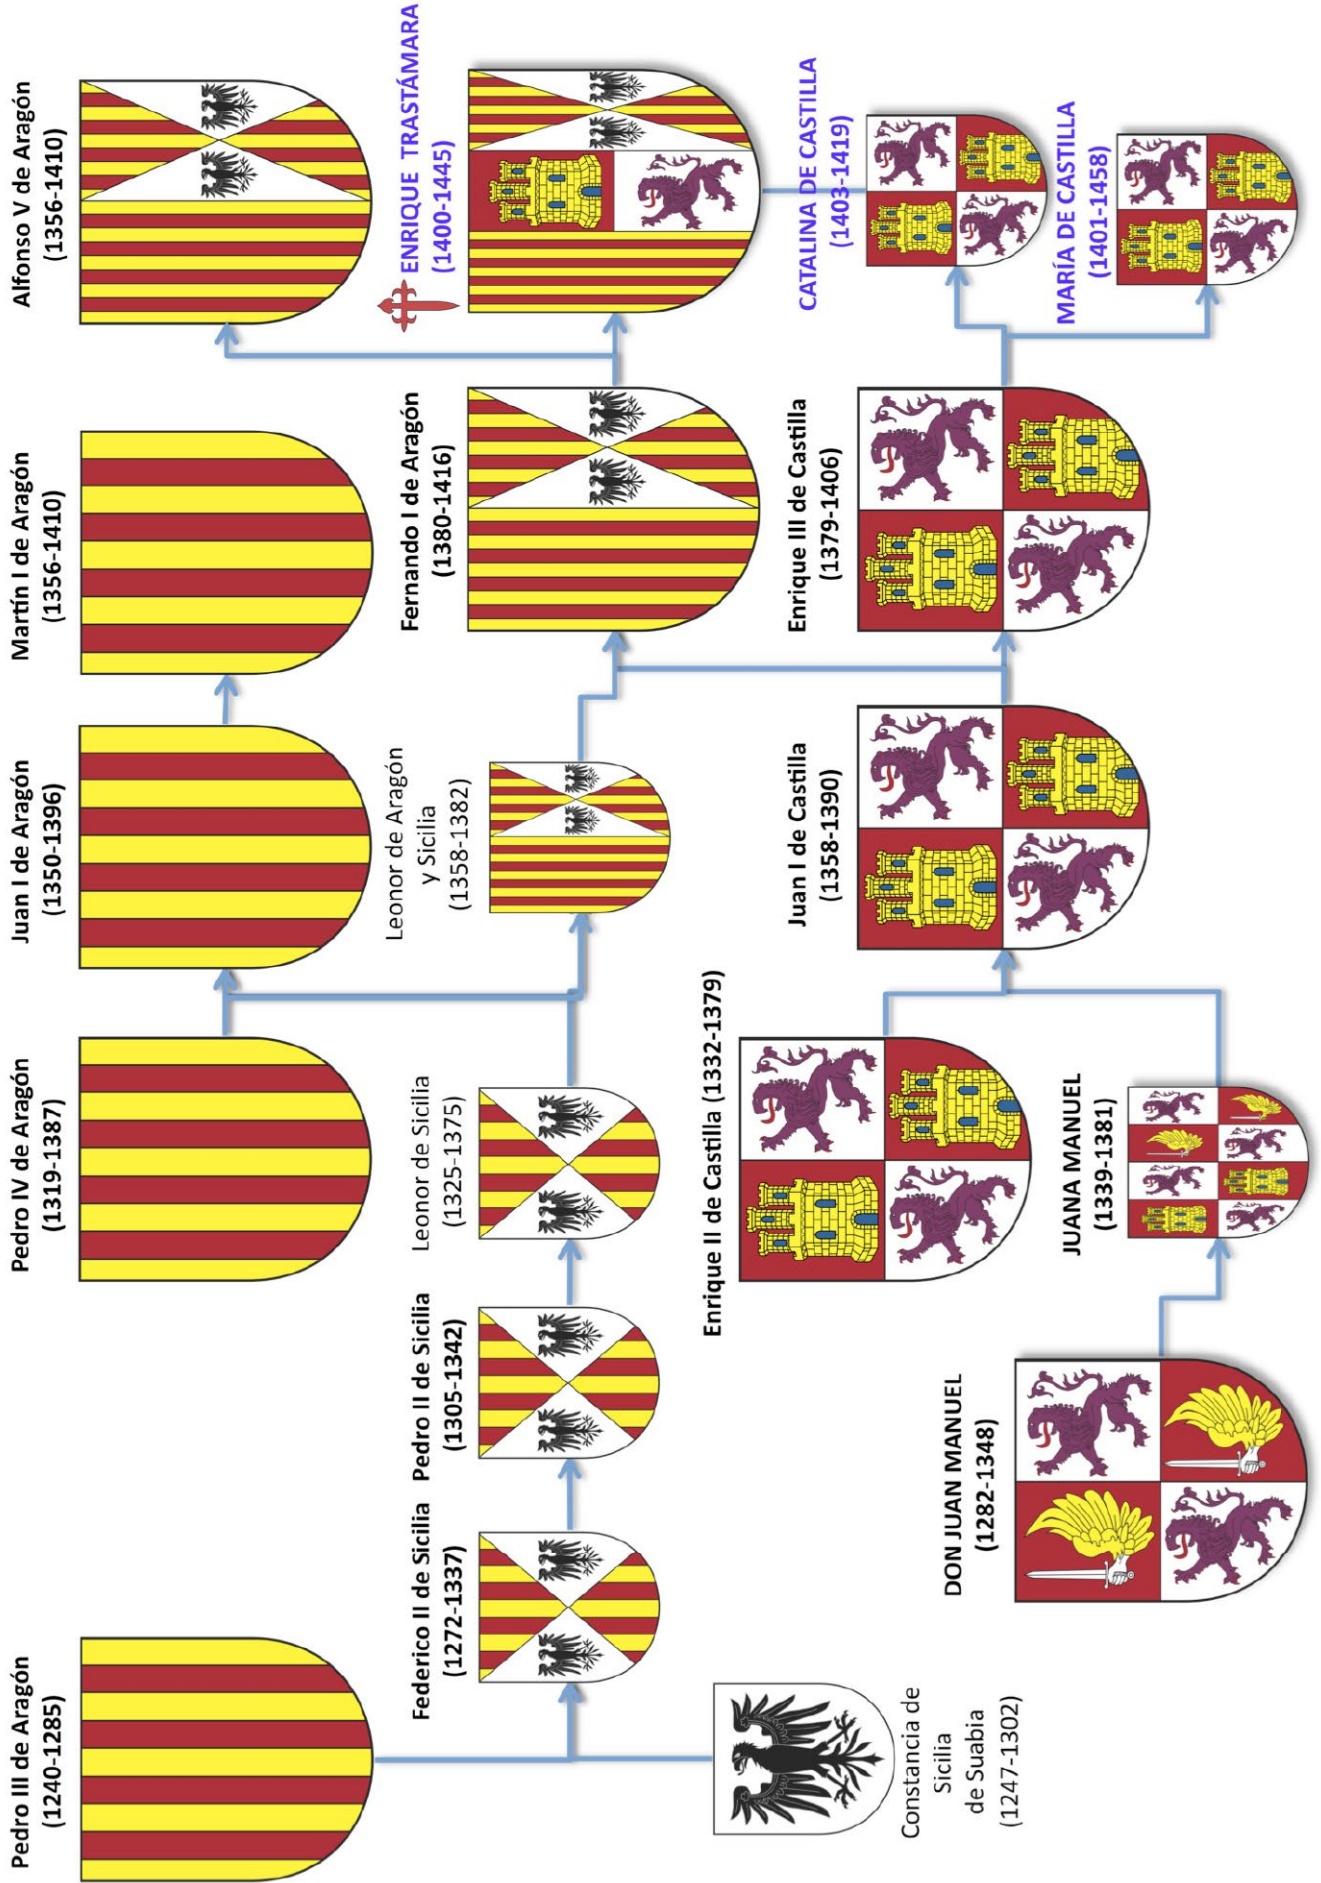 Pedro III de Aragón
(1240-1285)
Pedro IV de Aragón
(1319-1387)
Juan I de Aragón
(1350-1396)
Martín I de Aragón
(1356-1410)
Alfonso V de Aragón
(1356-1410)
Federico II de Sicilia
(1272-1337)
Pedro II de Sicilia
(1305-1342)
Leonor de Sicilia
(1325-1375)
Leonor de Aragón
y Sicilia
(1358-1382)
Fernando I de Aragón
(1380-1416)
ENRIQUE TRASTÁMARA
(1400-1445)
Constancia de
Sicilia
de Suabia
(1247-1302)
Enrique II de Castilla (1332-1379)
Juan I de Castilla
(1358-1390)
Enrique III de Castilla
(1379-1406)
CATALINA DE CASTILLA
(1403-1419)
DON JUAN MANUEL
(1282-1348)
JUANA MANUEL
(1339-1381)
MARÍA DE CASTILLA
(1401-1458)